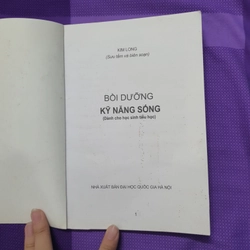 KIM LONG
(Sưu tầm và biên soạn)
BỒI DƯỠNG
KỸ NĂNG SỐNG
(Dành cho học sinh tiểu học)
NHÀ XUẤT BẢN ĐẠI HỌC QUỐC GIA HÀ NỘI